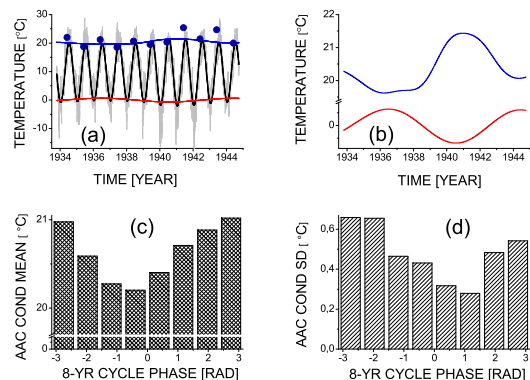 TEMPERATURE [°C]
30
20
10
0
-10
(a)
1934 1936 1938 1940 1942 1944
TIME [YEAR]
TEMPERATURE [°C]
22
21
20
0
(b)
1934 1936 1938 1940 1942 1944
TIME [YEAR]
AAC COND MEAN [°C]
21
20
0
(c)
-3 -2 -1 0 1 2 3
8-YR CYCLE PHASE [RAD]
AAC COND SD [°C]
0,6
0,4
0,2
0,0
(d)
-3 -2 -1 0 1 2 3
8-YR CYCLE PHASE [RAD]